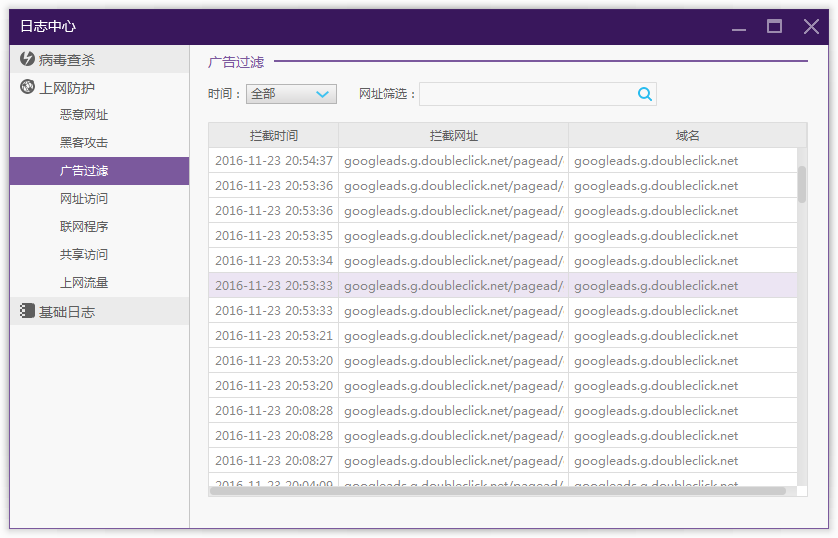 日志中心
病毒查杀
上网防护
恶意网址
黑客攻击
广告过滤
网址访问
联网程序
共享访问
上网流量
基础日志
广告过滤
时间： 全部 网址筛选：
拦截时间 拦截网址 域名
2016-11-23 20:54:37 googleads.g.doubleclick.net/pagead/ googleads.g.doubleclick.net
2016-11-23 20:53:36 googleads.g.doubleclick.net/pagead/ googleads.g.doubleclick.net
2016-11-23 20:53:36 googleads.g.doubleclick.net/pagead/ googleads.g.doubleclick.net
2016-11-23 20:53:35 googleads.g.doubleclick.net/pagead/ googleads.g.doubleclick.net
2016-11-23 20:53:34 googleads.g.doubleclick.net/pagead/ googleads.g.doubleclick.net
2016-11-23 20:53:33 googleads.g.doubleclick.net/pagead/ googleads.g.doubleclick.net
2016-11-23 20:53:33 googleads.g.doubleclick.net/pagead/ googleads.g.doubleclick.net
2016-11-23 20:53:21 googleads.g.doubleclick.net/pagead/ googleads.g.doubleclick.net
2016-11-23 20:53:20 googleads.g.doubleclick.net/pagead/ googleads.g.doubleclick.net
2016-11-23 20:53:20 googleads.g.doubleclick.net/pagead/ googleads.g.doubleclick.net
2016-11-23 20:08:28 googleads.g.doubleclick.net/pagead/ googleads.g.doubleclick.net
2016-11-23 20:08:28 googleads.g.doubleclick.net/pagead/ googleads.g.doubleclick.net
2016-11-23 20:08:27 googleads.g.doubleclick.net/pagead/ googleads.g.doubleclick.net
2016-11-23 20:04:09 googleads.g.doubleclick.net/pagead/ googleads.g.doubleclick.net